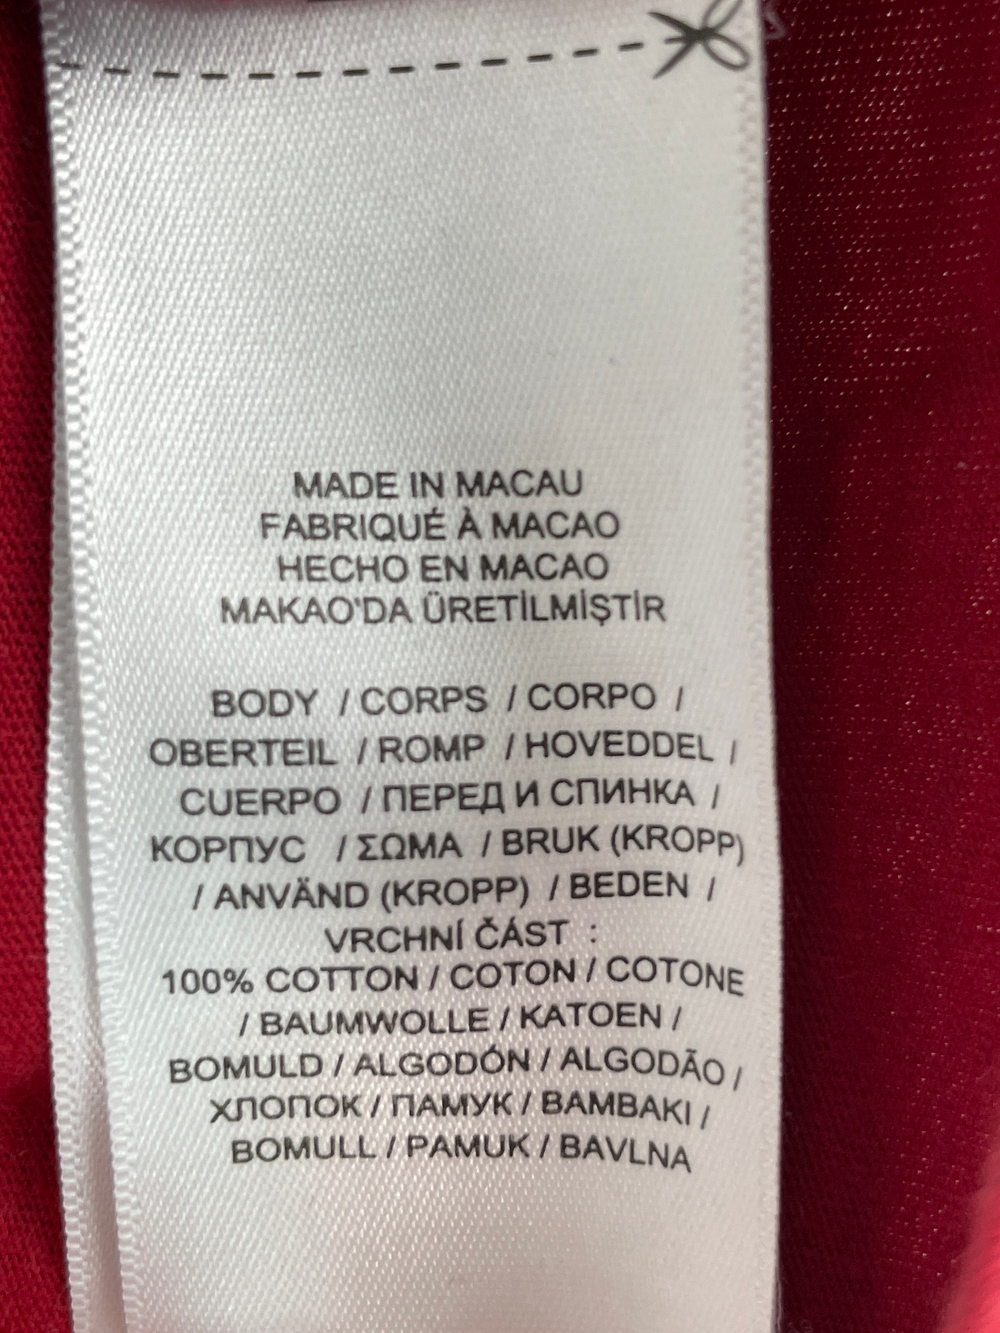 MADE IN MACAU
FABRIQUÉ À MACAO
HECHO EN MACAO
MAKAO'DA ÜRETİLMİŞTİR
BODY / CORPS / CORPO /
OBERTEIL / ROMP / HOVEDDEL /
CUERPO / ПЕРЕД И СПИНКА /
КОРПУС / ΣΩΜΑ / BRUK (KROPP)
/ ANVÄND (KROPP) / BEDEN /
VRCHNÍ ČÁST :
100% COTTON / COTON / COTONE
/ BAUMWOLLE / KATOEN /
BOMULD / ALGODÓN / ALGODÃO /
ХЛОПОК / ПАМУК / BAMBAKI /
BOMULL / PAMUK / BAVLNA